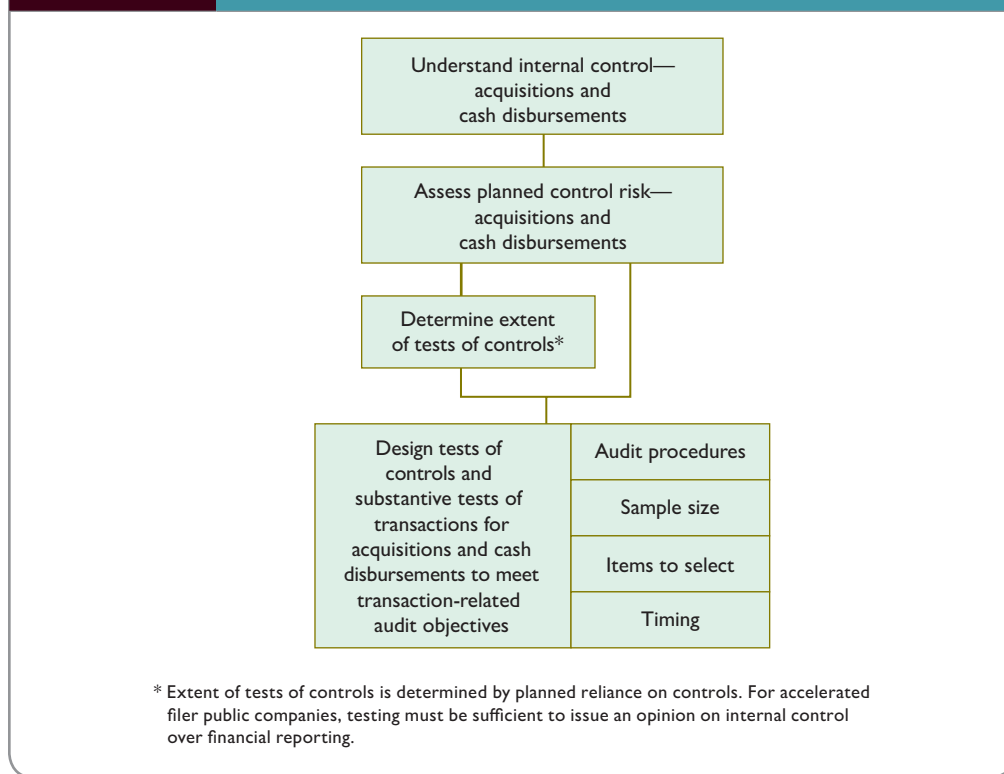 Understand internal control—
acquisitions and
cash disbursements
Assess planned control risk—
acquisitions and
cash disbursements
Determine extent
of tests of controls*
Design tests of
controls and
substantive tests of
transactions for
acquisitions and cash
disbursements to meet
transaction-related
audit objectives
Audit procedures
Sample size
Items to select
Timing
* Extent of tests of controls is determined by planned reliance on controls. For accelerated
filer public companies, testing must be sufficient to issue an opinion on internal control
over financial reporting.